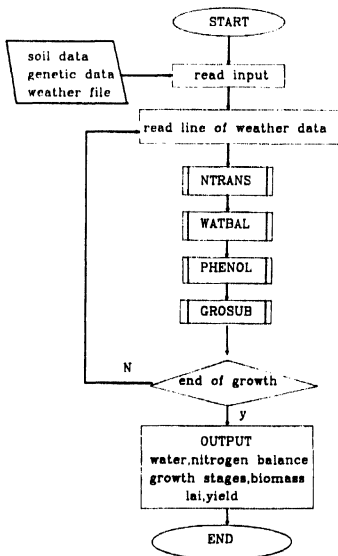 START
soil data
genetic data
weather file
read input
read line of weather data
NTRANS
WATBAL
PHENOL
GROSUB
N
end of growth
y
OUTPUT
water,nitrogen balance
growth stages,biomass
lai,yield
END